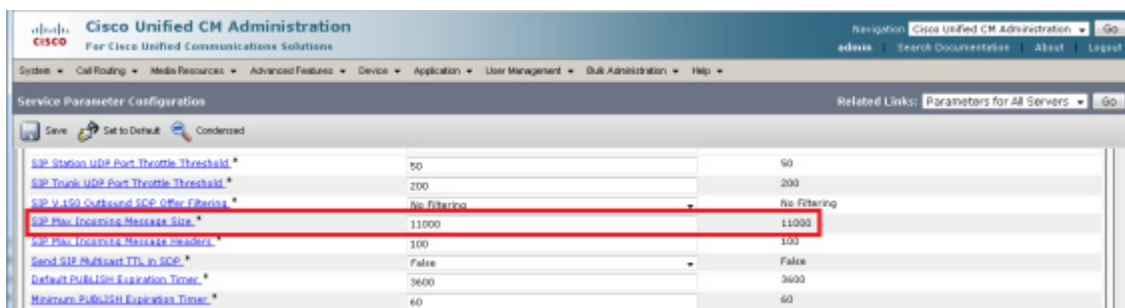 Cisco Unified CM Administration
CISCO
For Cisco Unified Communications Solutions
Navigation Cisco Unified CM Administration Go
admin | Search Documentation | About | Logout
System Call Routing Media Resources Advanced Features Device Application User Management Bulk Administration Help
Service Parameter Configuration
Related Links: Parameters for All Servers Go
Save Set to Default Condensed
SIP Station UDP Port Throttle Threshold * 50 50
SIP Trunk UDP Port Throttle Threshold * 200 200
SIP V.150 Outbound SDP Offer Filtering * No Filtering No Filtering
SIP Max Incoming Message Size * 11000 11000
SIP Max Incoming Message Headers * 100 100
Send SIP Multicast TTL in SDP * False False
Default PUBLISH Expiration Timer * 3600 3600
Minimum PUBLISH Expiration Timer * 60 60